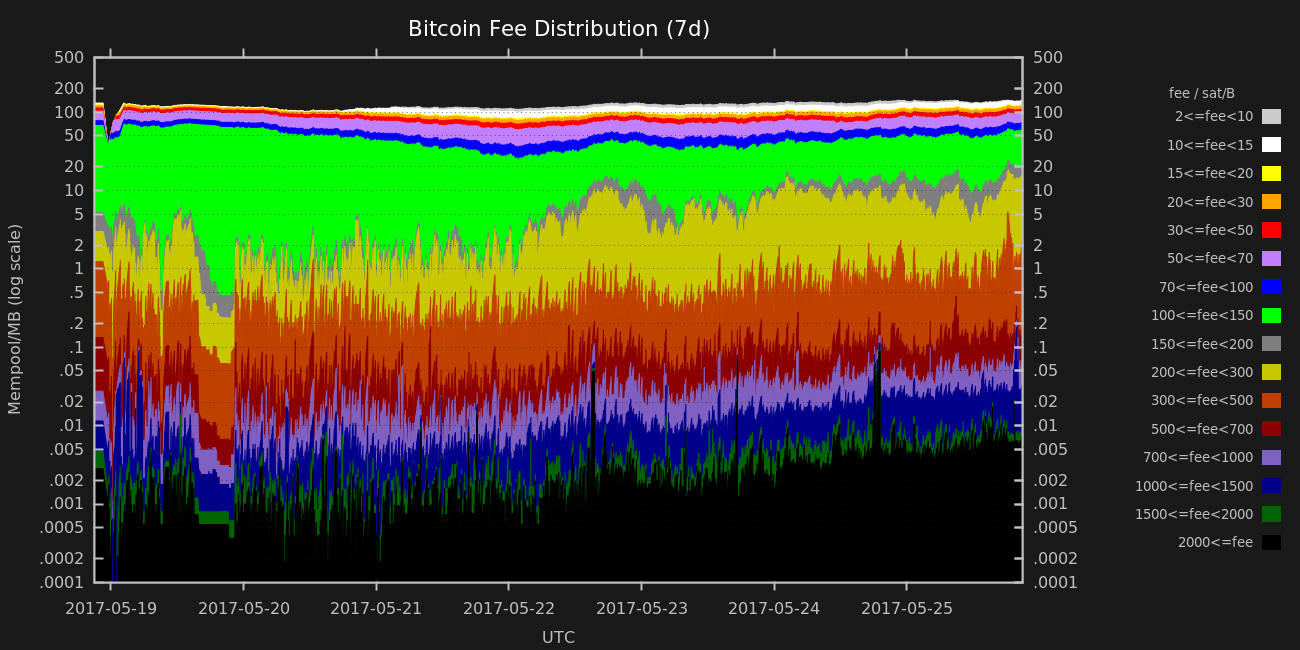 Bitcoin Fee Distribution (7d)
500
200
100
50
20
10
5
2
1
.5
.2
.1
.05
.02
.01
.005
.002
.001
.0005
.0002
.0001
Mempool/MB (log scale)
500
200
100
50
20
10
5
2
1
.5
.2
.1
.05
.02
.01
.005
.002
.001
.0005
.0002
.0001
2017-05-19 2017-05-20 2017-05-21 2017-05-22 2017-05-23 2017-05-24 2017-05-25
UTC
fee / sat/B
2<=fee<10
10<=fee<15
15<=fee<20
20<=fee<30
30<=fee<50
50<=fee<70
70<=fee<100
100<=fee<150
150<=fee<200
200<=fee<300
300<=fee<500
500<=fee<700
700<=fee<1000
1000<=fee<1500
1500<=fee<2000
2000<=fee